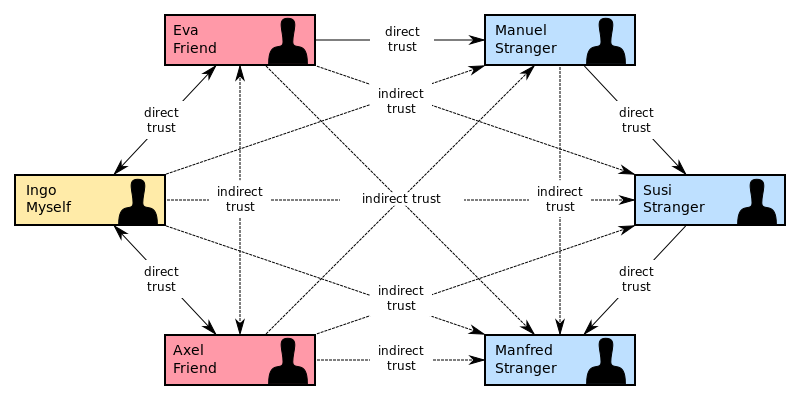 Eva
Friend
direct
trust
Manuel
Stranger
indirect
trust
direct
trust
direct
trust
Ingo
Myself
indirect
trust
indirect trust
indirect
trust
Susi
Stranger
direct
trust
direct
trust
indirect
trust
Axel
Friend
indirect
trust
Manfred
Stranger